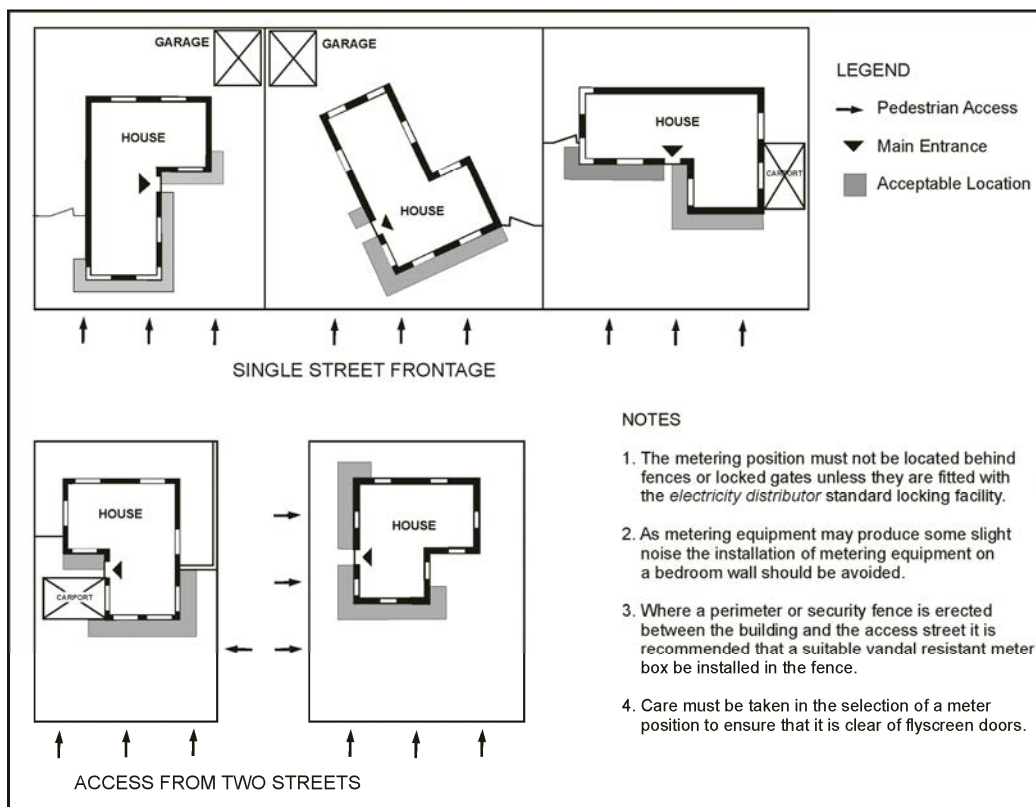 GARAGE
GARAGE
HOUSE
HOUSE
HOUSE
CARPORT
LEGEND
Pedestrian Access
Main Entrance
Acceptable Location
SINGLE STREET FRONTAGE
HOUSE
CARPORT
HOUSE
ACCESS FROM TWO STREETS
NOTES
1. The metering position must not be located behind
fences or locked gates unless they are fitted with
the electricity distributor standard locking facility.
2. As metering equipment may produce some slight
noise the installation of metering equipment on
a bedroom wall should be avoided.
3. Where a perimeter or security fence is erected
between the building and the access street it is
recommended that a suitable vandal resistant meter
box be installed in the fence.
4. Care must be taken in the selection of a meter
position to ensure that it is clear of flyscreen doors.